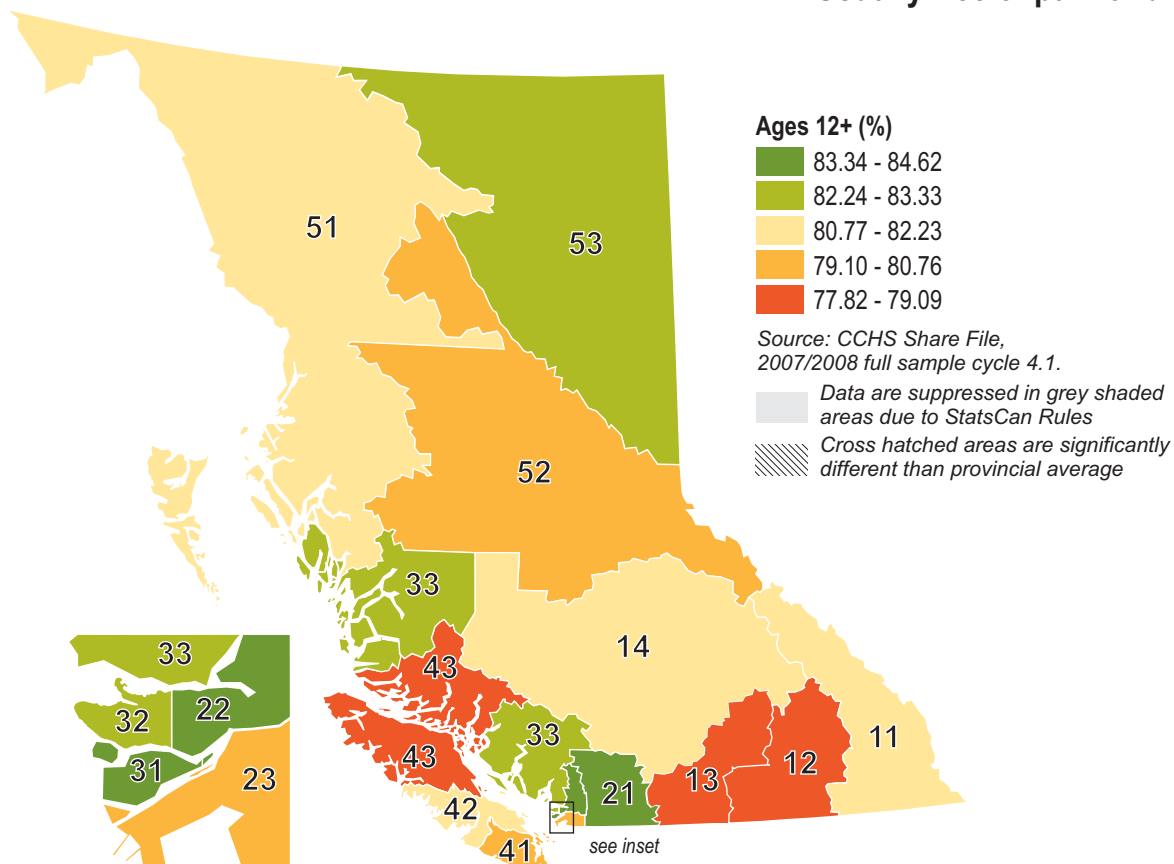 Ages 12+ (%)
83.34 - 84.62
82.24 - 83.33
80.77 - 82.23
79.10 - 80.76
77.82 - 79.09
Source: CCHS Share File,
2007/2008 full sample cycle 4.1.
Data are suppressed in grey shaded
areas due to StatsCan Rules
Cross hatched areas are significantly
different than provincial average
51
53
52
33
14
43
33
43
42
41
21
13
12
11
see inset
33
32
22
31
23